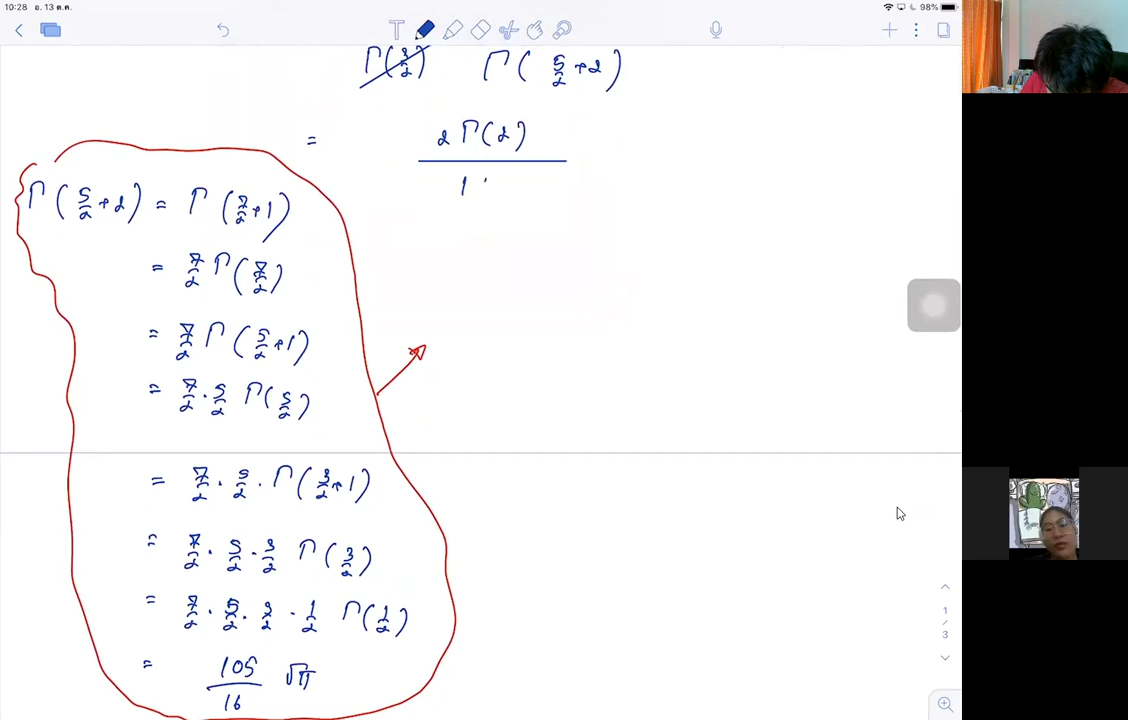 10:28 อ. 13 ต.ค.
98%
T
Γ(3/2) Γ(5/2+2)
= 2Γ(2)
1
Γ(5/2+2) = Γ(7/2+1)
= 7/2 Γ(7/2)
= 7/2 Γ(5/2+1)
= 7/2 · 5/2 Γ(5/2)
= 7/2 · 5/2 · Γ(3/2+1)
= 7/2 · 5/2 · 3/2 Γ(3/2)
= 7/2 · 5/2 · 3/2 · 1/2 Γ(1/2)
= 105/16 √π
1
/
3